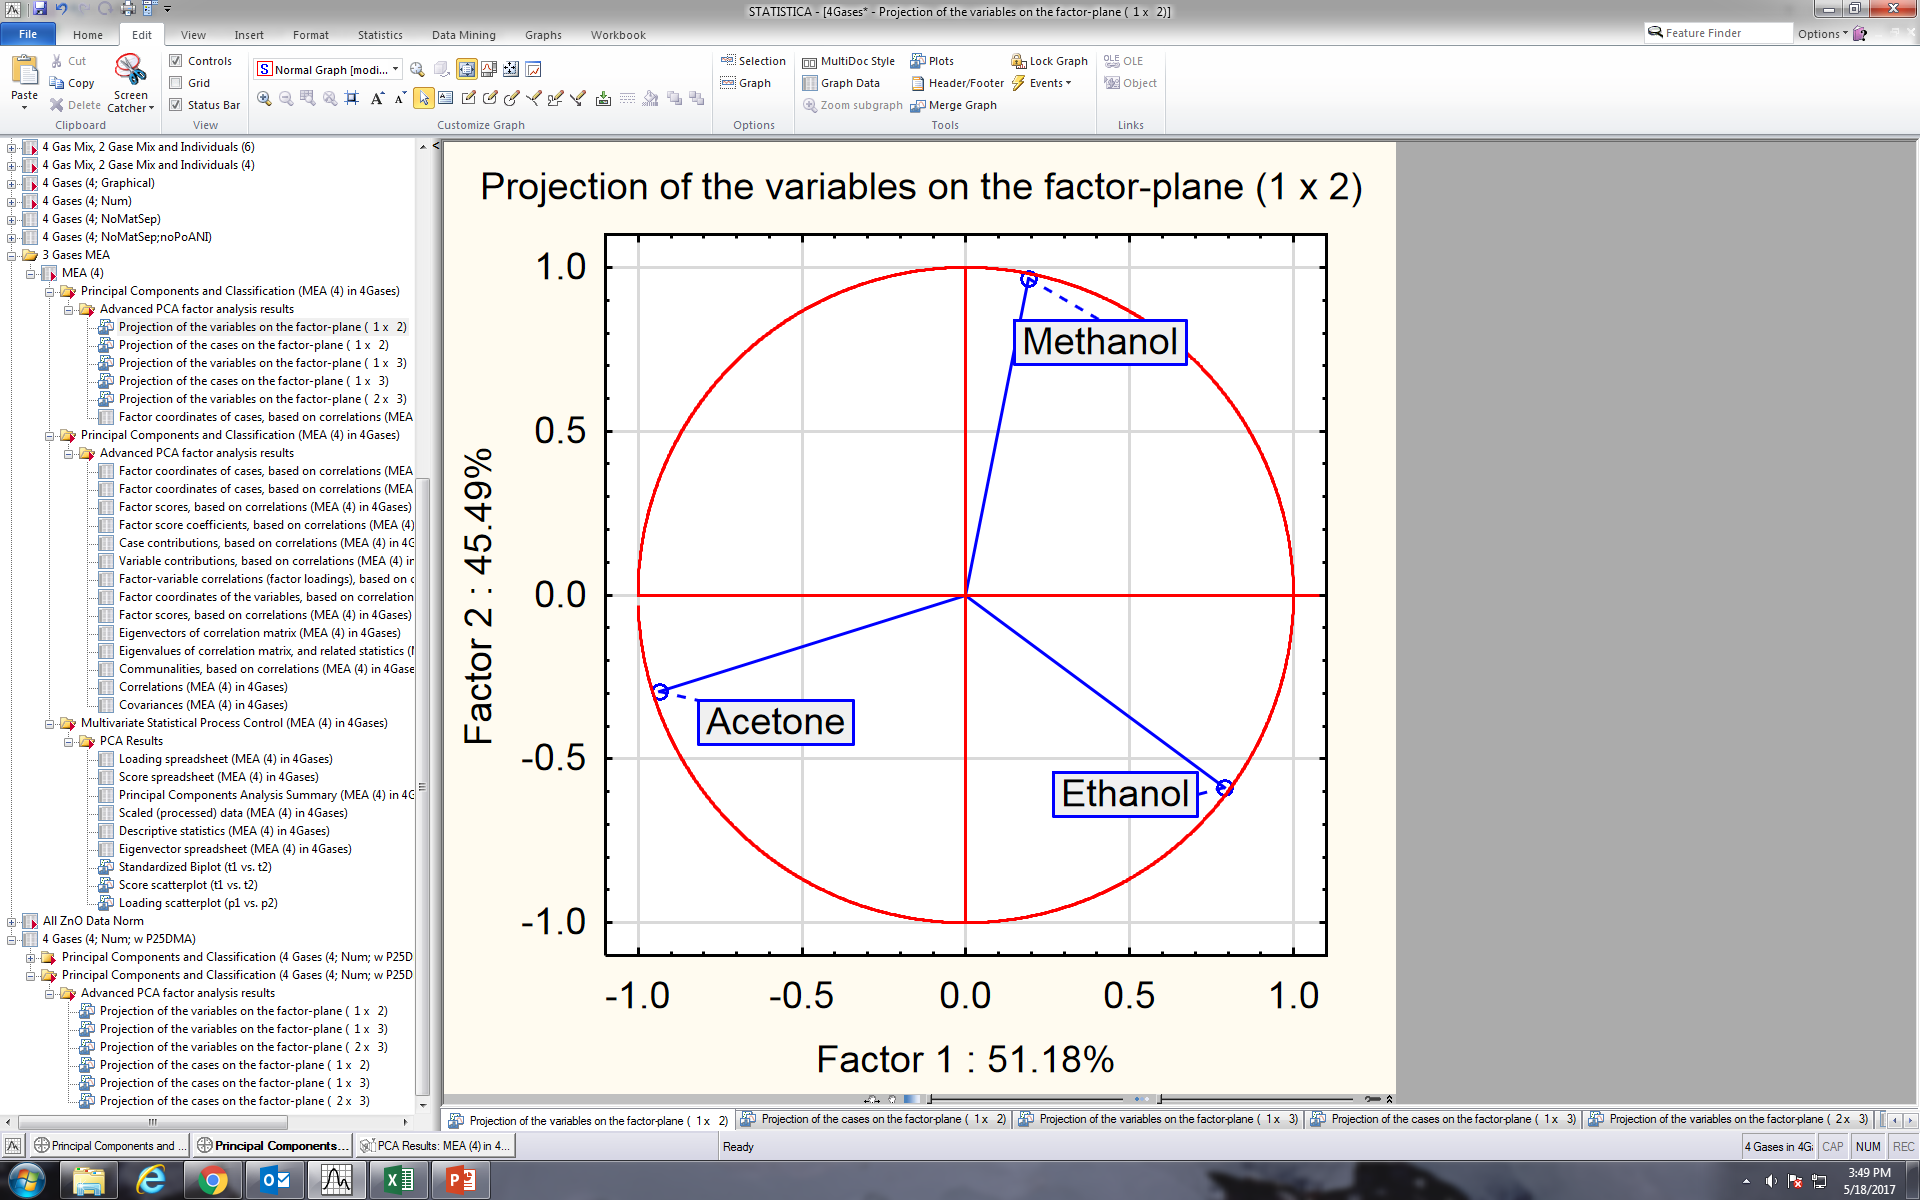 STATISTICA - [4Gases* - Projection of the variables on the factor-plane ( 1 x 2)]
File Home Edit View Insert Format Statistics Data Mining Graphs Workbook
Feature Finder Options
Paste
Cut
Copy
Delete
Screen Catcher
Clipboard
Controls
Grid
Status Bar
View
Normal Graph [modi...
Customize Graph
Selection
Graph
Options
MultiDoc Style
Graph Data
Zoom subgraph
Plots
Header/Footer
Merge Graph
Lock Graph
Events
Tools
OLE
Object
Links
4 Gas Mix, 2 Gase Mix and Individuals (6)
4 Gas Mix, 2 Gase Mix and Individuals (4)
4 Gases (4; Graphical)
4 Gases (4; Num)
4 Gases (4; NoMatSep)
4 Gases (4; NoMatSep;noPoANI)
3 Gases MEA
MEA (4)
Principal Components and Classification (MEA (4) in 4Gases)
Advanced PCA factor analysis results
Projection of the variables on the factor-plane ( 1 x 2)
Projection of the cases on the factor-plane ( 1 x 2)
Projection of the variables on the factor-plane ( 1 x 3)
Projection of the cases on the factor-plane ( 1 x 3)
Projection of the variables on the factor-plane ( 2 x 3)
Factor coordinates of cases, based on correlations (MEA
Principal Components and Classification (MEA (4) in 4Gases)
Advanced PCA factor analysis results
Factor coordinates of cases, based on correlations (MEA
Factor coordinates of cases, based on correlations (MEA
Factor scores, based on correlations (MEA (4) in 4Gases)
Factor score coefficients, based on correlations (MEA (4)
Case contributions, based on correlations (MEA (4) in 4G
Variable contributions, based on correlations (MEA (4) ir
Factor-variable correlations (factor loadings), based on c
Factor coordinates of the variables, based on correlation
Factor scores, based on correlations (MEA (4) in 4Gases)
Eigenvectors of correlation matrix (MEA (4) in 4Gases)
Eigenvalues of correlation matrix, and related statistics (
Communalities, based on correlations (MEA (4) in 4Gase
Correlations (MEA (4) in 4Gases)
Covariances (MEA (4) in 4Gases)
Multivariate Statistical Process Control (MEA (4) in 4Gases)
PCA Results
Loading spreadsheet (MEA (4) in 4Gases)
Score spreadsheet (MEA (4) in 4Gases)
Principal Components Analysis Summary (MEA (4) in 4G
Scaled (processed) data (MEA (4) in 4Gases)
Descriptive statistics (MEA (4) in 4Gases)
Eigenvector spreadsheet (MEA (4) in 4Gases)
Standardized Biplot (t1 vs. t2)
Score scatterplot (t1 vs. t2)
Loading scatterplot (p1 vs. p2)
All ZnO Data Norm
4 Gases (4; Num; w P25DMA)
Principal Components and Classification (4 Gases (4; Num; w P25D
Principal Components and Classification (4 Gases (4; Num; w P25D
Advanced PCA factor analysis results
Projection of the variables on the factor-plane ( 1 x 2)
Projection of the variables on the factor-plane ( 1 x 3)
Projection of the variables on the factor-plane ( 2 x 3)
Projection of the cases on the factor-plane ( 1 x 2)
Projection of the cases on the factor-plane ( 1 x 3)
Projection of the cases on the factor-plane ( 2 x 3)
Projection of the variables on the factor-plane (1 x 2)
1.0
0.5
0.0
-0.5
-1.0
Factor 2 : 45.49%
Methanol
Acetone
Ethanol
-1.0 -0.5 0.0 0.5 1.0
Factor 1 : 51.18%
Projection of the variables on the factor-plane ( 1 x 2) Projection of the cases on the factor-plane ( 1 x 2) Projection of the variables on the factor-plane ( 1 x 3) Projection of the cases on the factor-plane ( 1 x 3) Projection of the variables on the factor-plane ( 2 x 3)
Principal Components and ... Principal Components... PCA Results: MEA (4) in 4... Ready 4 Gases in 4G CAP NUM REC
3:49 PM
5/18/2017